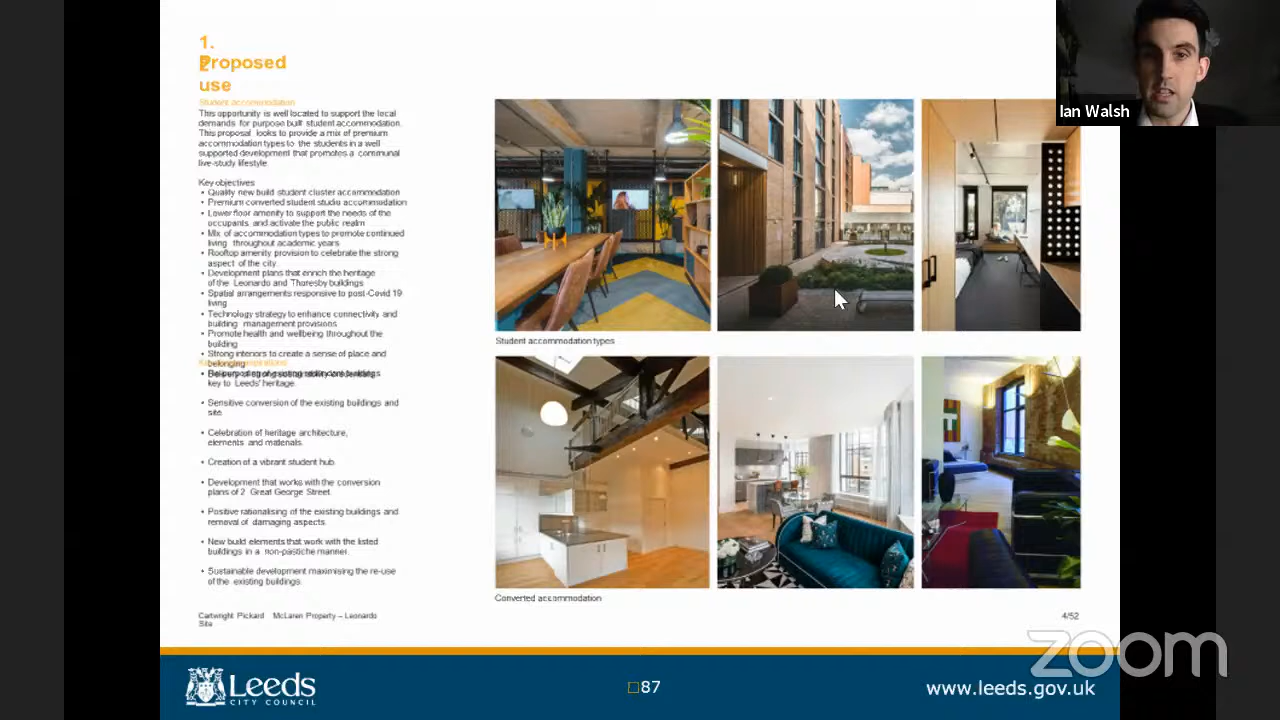 1.
2
Proposed
use
Student accommodation
This opportunity is well located to support the local
demands for purpose built student accommodation.
This proposal looks to provide a mix of premium
accommodation types to the students in a well
supported development that promotes a communal
live-study lifestyle.
Key objectives
• Quality new build student cluster accommodation
• Premium converted student studio accommodation
• Lower floor amenity to support the needs of the
occupants and activate the public realm
• Mix of accommodation types to promote continued
living throughout academic years
• Rooftop amenity provision to celebrate the strong
aspect of the city
• Development plans that enrich the heritage
of the Leonardo and Thoresby buildings
• Spatial arrangements responsive to post-Covid 19
living
• Technology strategy to enhance connectivity and
building management provisions
• Promote health and wellbeing throughout the
building
• Strong interiors to create a sense of place and
belonging
key to Leeds' heritage.
• Sensitive conversion of the existing buildings and
site.
• Celebration of heritage architecture,
elements and materials.
• Creation of a vibrant student hub.
• Development that works with the conversion
plans of 2 Great George Street.
• Positive rationalising of the existing buildings and
removal of damaging aspects.
• New build elements that work with the listed
buildings in a non-pastiche manner.
• Sustainable development maximising the re-use
of the existing buildings.
Student accommodation types
Converted accommodation
Cartwright Pickard McLaren Property – Leonardo
Site
4/52
Leeds
CITY COUNCIL
87
www.leeds.gov.uk
Ian Walsh
zoom